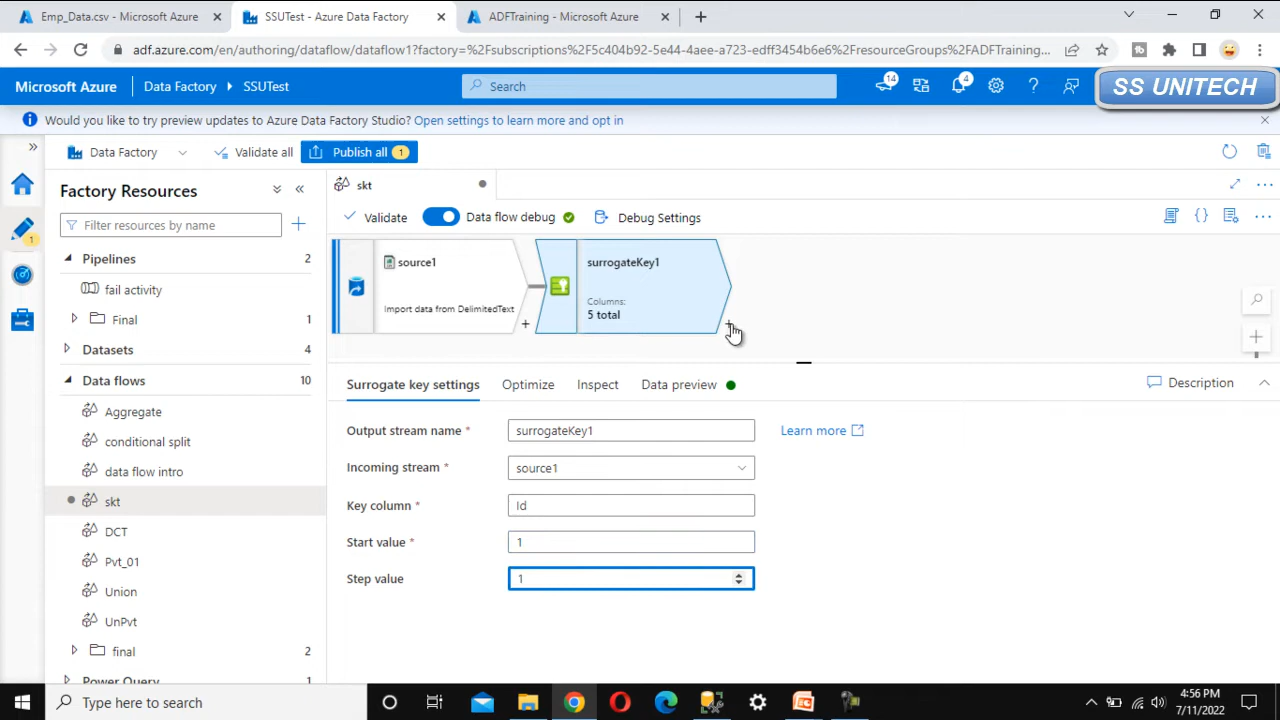 Emp_Data.csv - Microsoft Azure
SSUTest - Azure Data Factory
ADFTraining - Microsoft Azure
adf.azure.com/en/authoring/dataflow/dataflow1?factory=%2Fsubscriptions%2F5c404b92-5e44-4aee-a723-edff3454b6e6%2FresourceGroups%2FADFTraining...
Microsoft Azure
Data Factory
SSUTest
Search
14
4
SS UNITECH
Would you like to try preview updates to Azure Data Factory Studio? Open settings to learn more and opt in
Data Factory
Validate all
Publish all 1
Factory Resources
Filter resources by name
1
Pipelines 2
fail activity
Final 1
Datasets 4
Data flows 10
Aggregate
conditional split
data flow intro
skt
DCT
Pvt_01
Union
UnPvt
final 2
Power Query
skt
Validate
Data flow debug
Debug Settings
source1
Import data from DelimitedText
surrogateKey1
Columns:
5 total
Surrogate key settings
Optimize
Inspect
Data preview
Description
Output stream name *
surrogateKey1
Learn more
Incoming stream *
source1
Key column *
Id
Start value *
1
Step value
1
Type here to search
4:56 PM
7/11/2022